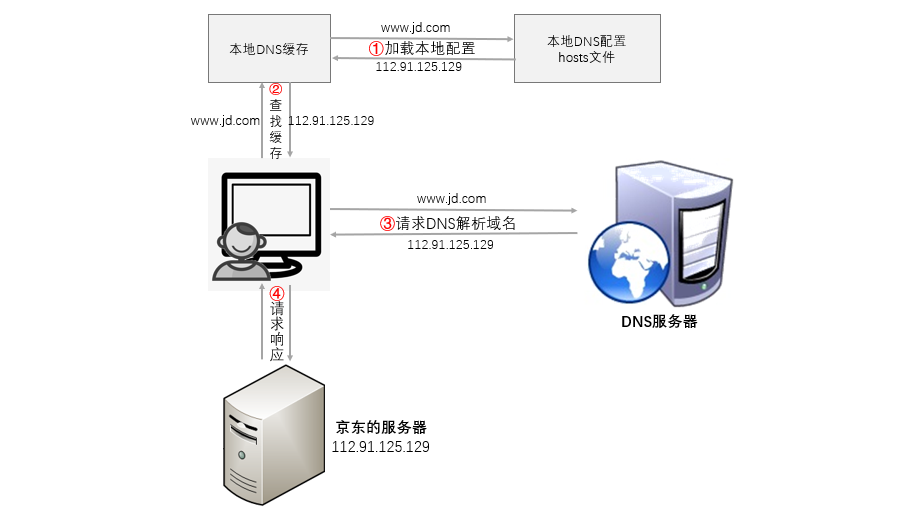 本地DNS缓存
www.jd.com
①加载本地配置
112.91.125.129
本地DNS配置
hosts文件
www.jd.com
②查找缓存
112.91.125.129
www.jd.com
③请求DNS解析域名
112.91.125.129
DNS服务器
④请求响应
京东的服务器
112.91.125.129